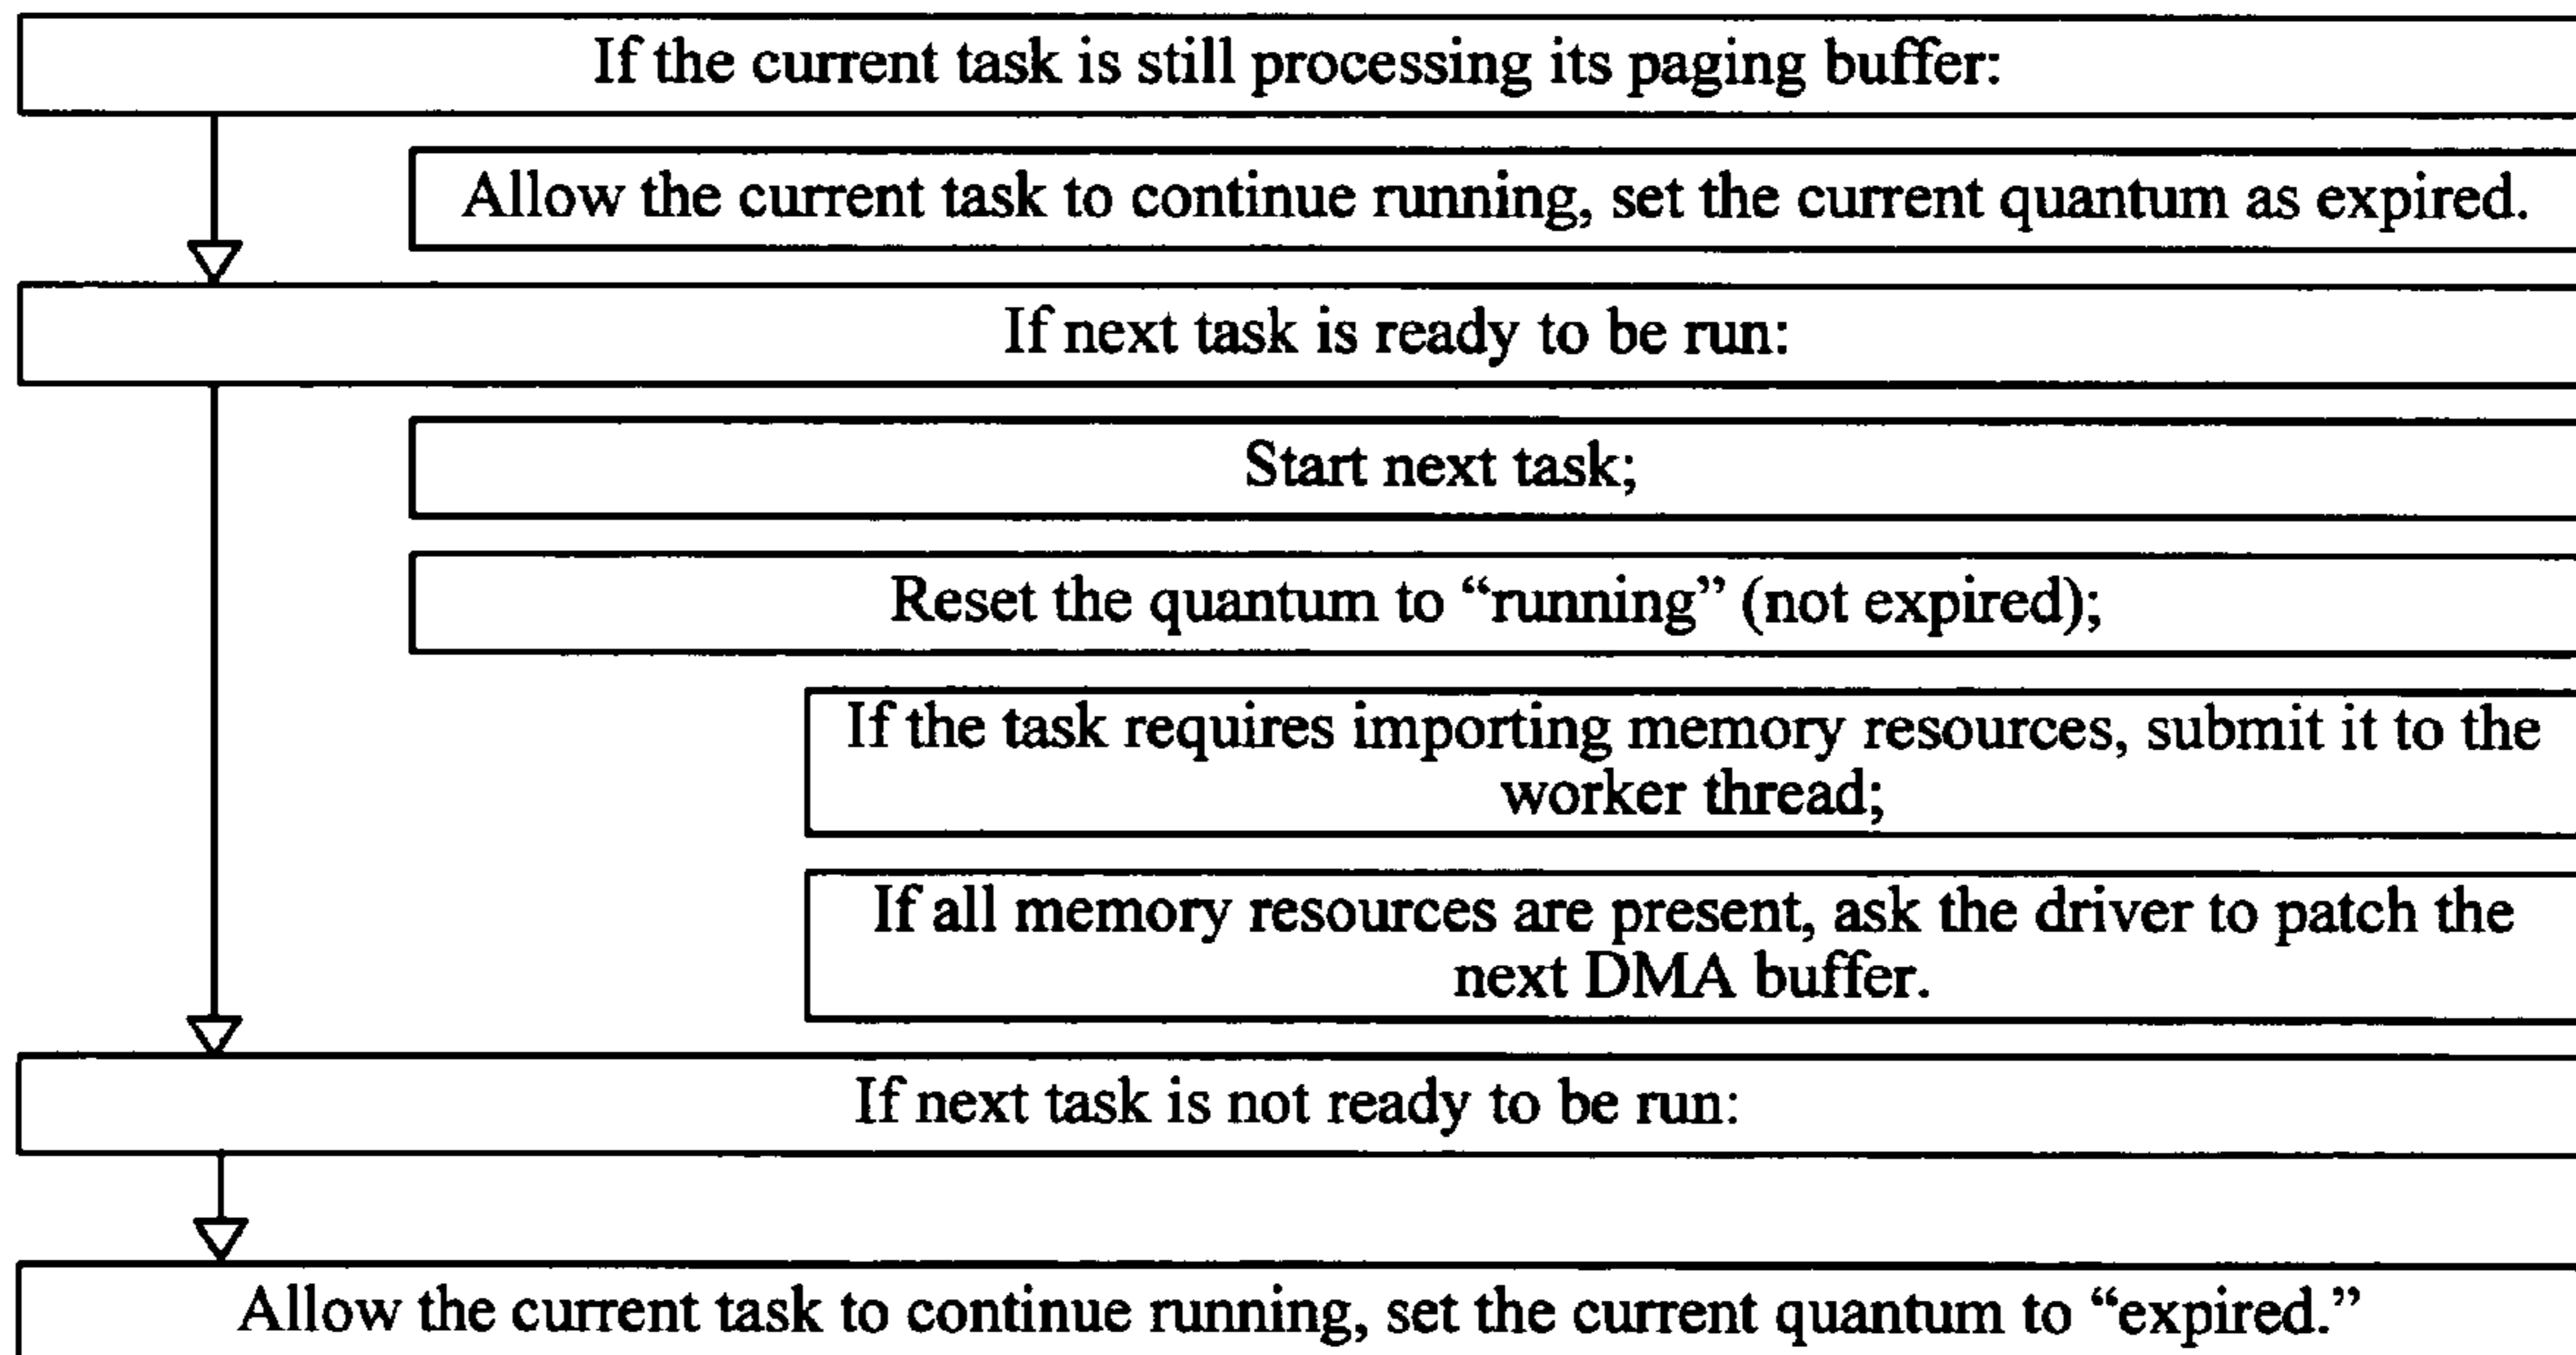 If the current task is still processing its paging buffer:
Allow the current task to continue running, set the current quantum as expired.
If next task is ready to be run:
Start next task;
Reset the quantum to “running” (not expired);
If the task requires importing memory resources, submit it to the
worker thread;
If all memory resources are present, ask the driver to patch the
next DMA buffer.
If next task is not ready to be run:
Allow the current task to continue running, set the current quantum to “expired.”